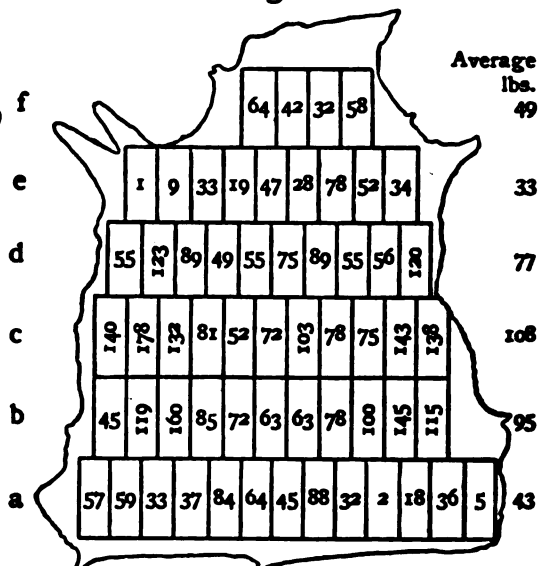 Average
lbs.
f 64 42 32 58 49
e 1 9 33 19 47 28 78 52 34 33
d 55 123 89 49 55 75 89 55 56 120 77
c 140 178 132 81 52 72 103 78 75 143 138 108
b 45 119 160 85 72 63 63 78 100 145 115 95
a 57 59 33 37 84 64 45 88 32 2 18 36 5 43